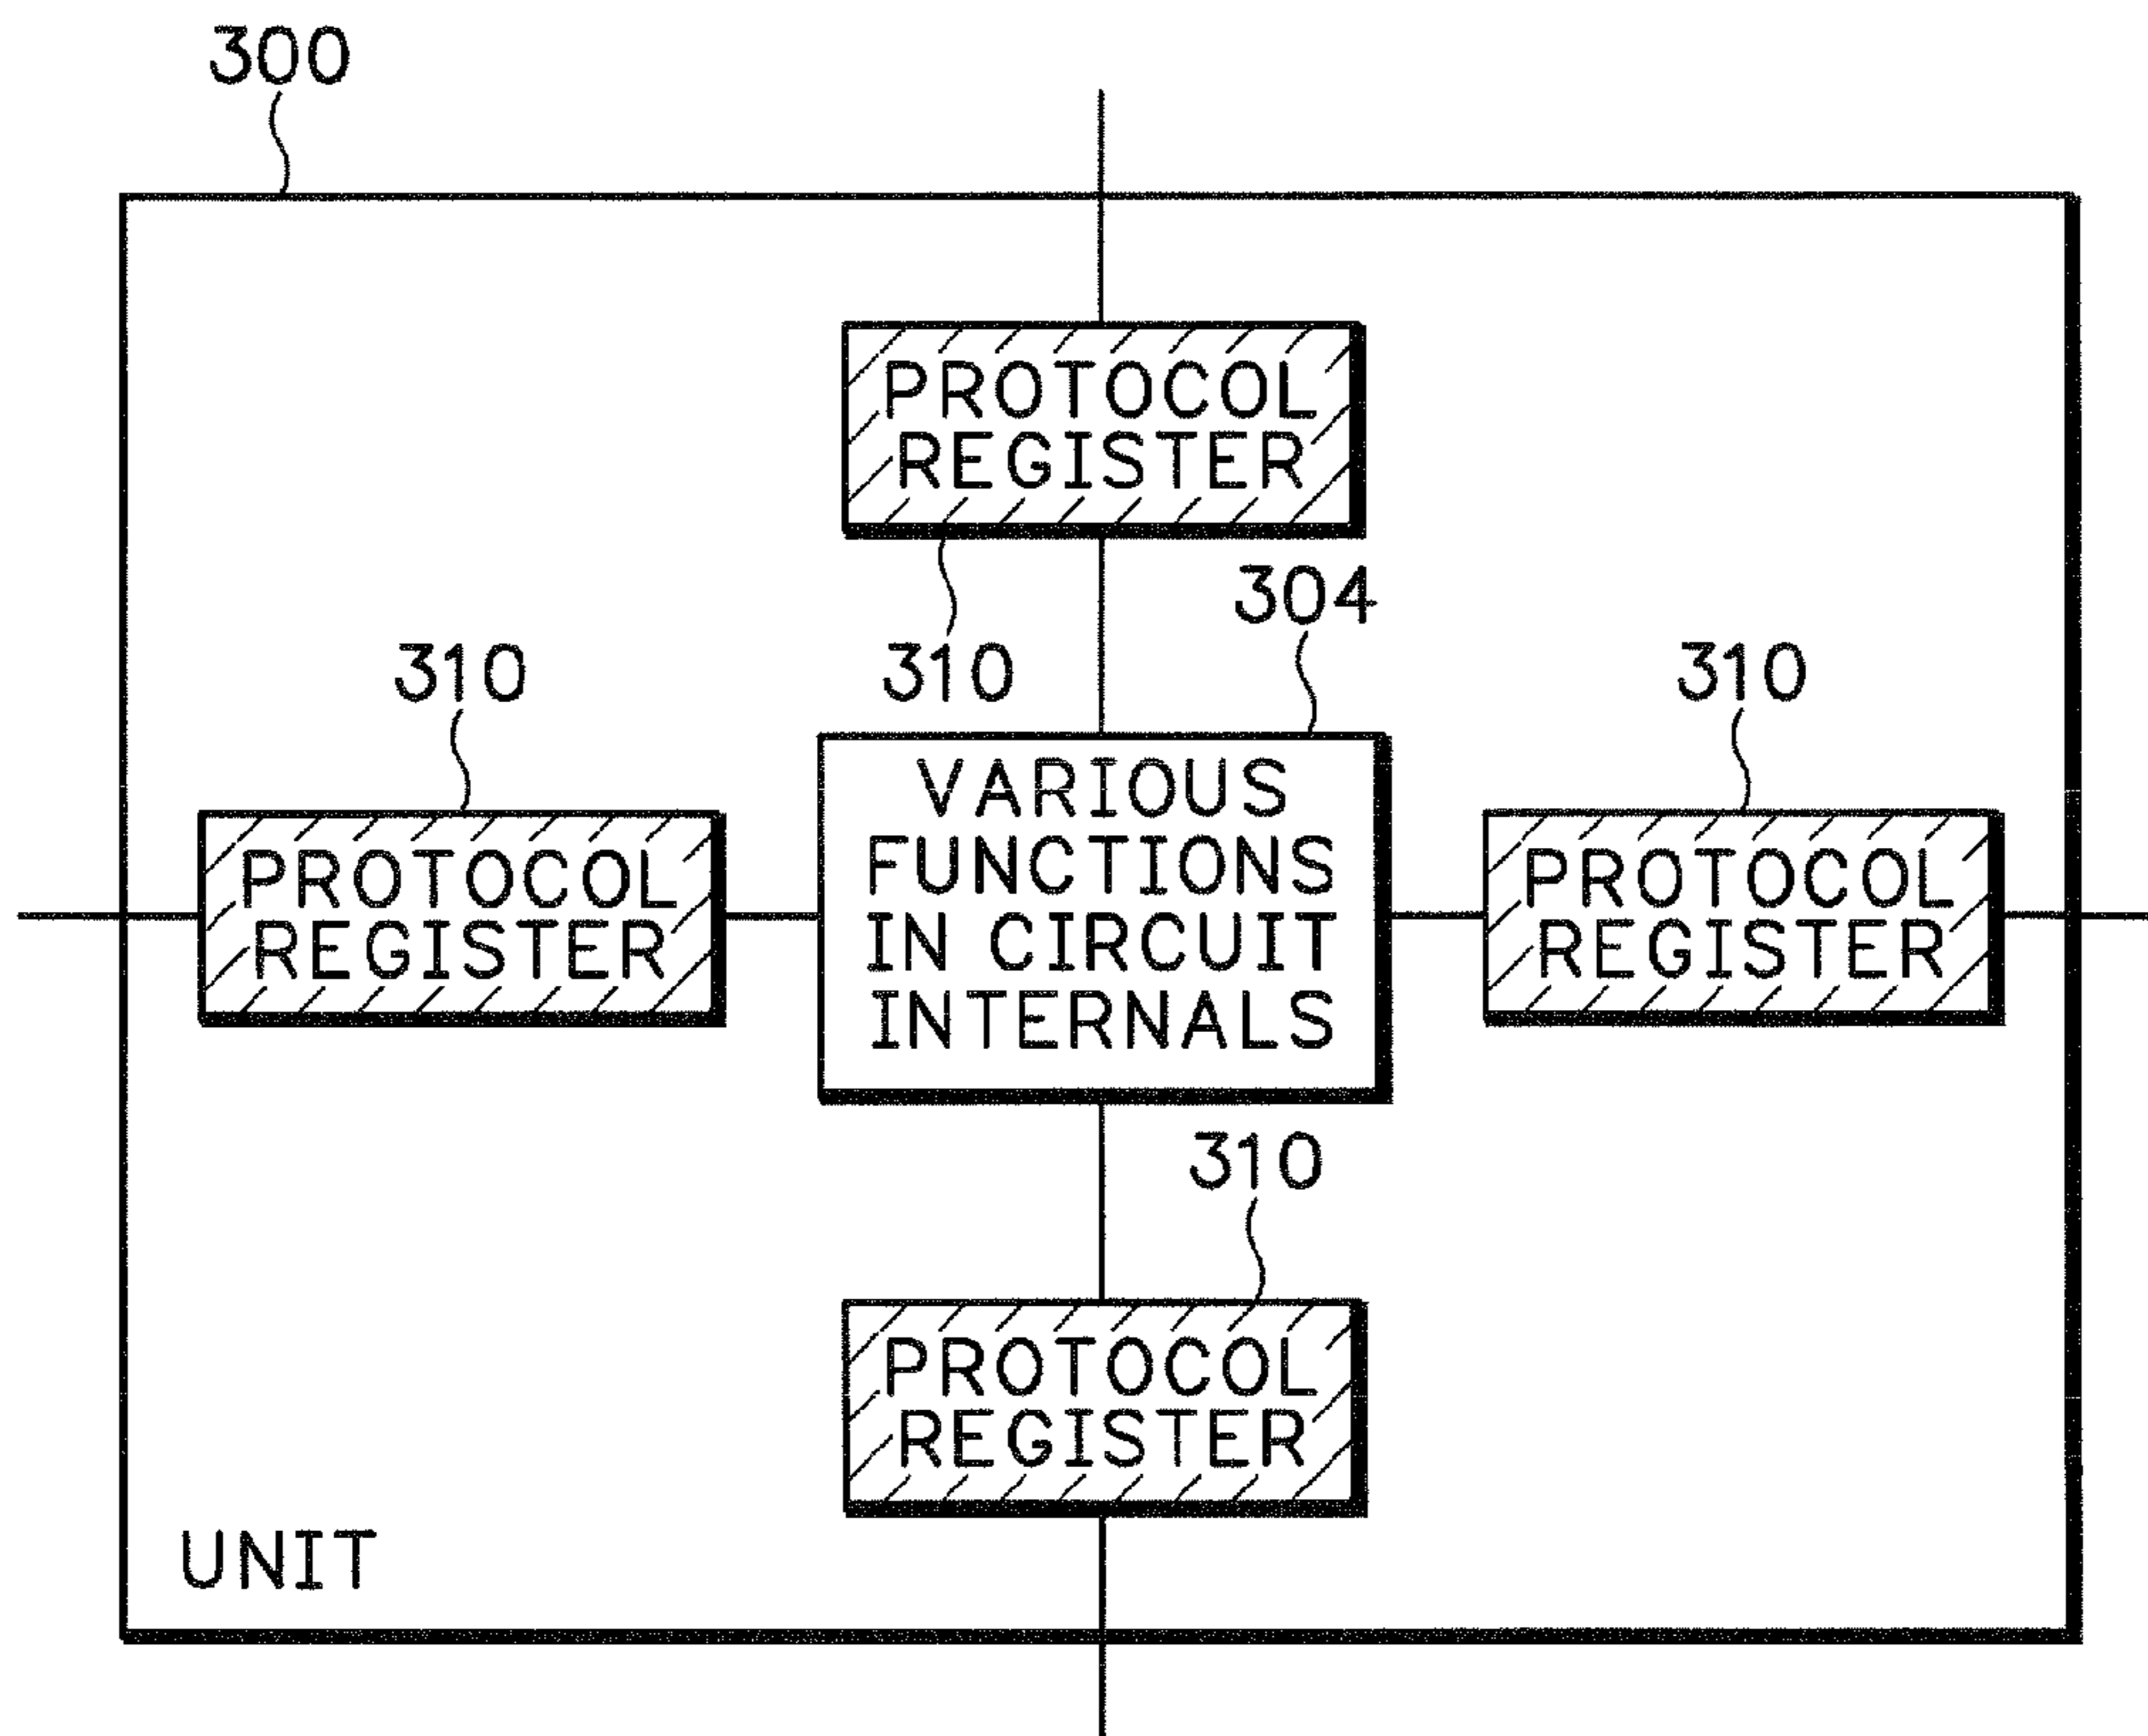 300
PROTOCOL
REGISTER
310
304
310
310
PROTOCOL
REGISTER
VARIOUS
FUNCTIONS
IN CIRCUIT
INTERNALS
PROTOCOL
REGISTER
310
PROTOCOL
REGISTER
UNIT